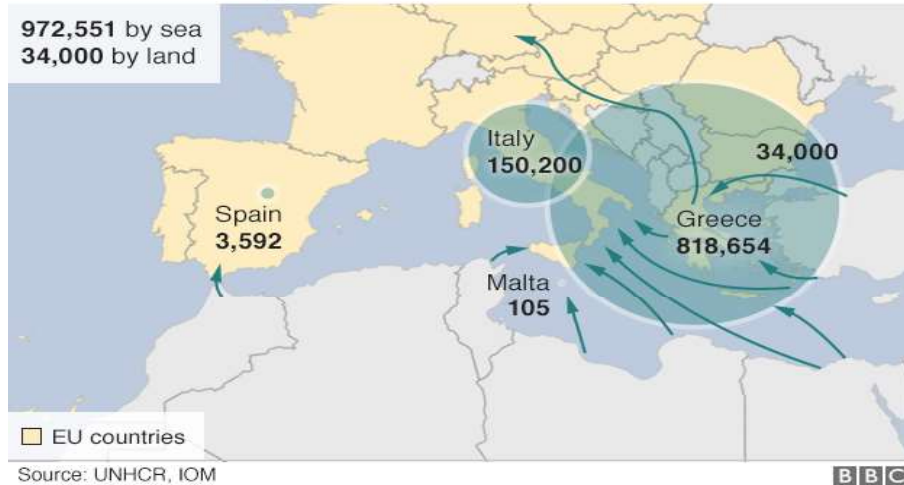 972,551 by sea
34,000 by land
Italy
150,200
34,000
Spain
3,592
Greece
818,654
Malta
105
EU countries
Source: UNHCR, IOM
BBC